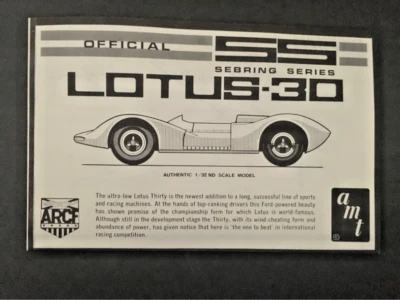 OFFICIAL SS
SEBRING SERIES
LOTUS-30
AUTHENTIC 1/32ND SCALE MODEL
The ultra-low Lotus Thirty is the newest addition to a long, successful line of sports
and racing machines. At the hands of top-ranking drivers this Ford-powered beauty
has shown promise of the championship form for which Lotus is world-famous.
Although still in the development stage the Thirty, with its wind cheating form and
abundance of power, has given notice that here is 'the one to beat' in international
racing competition.
ARCF
amt
®